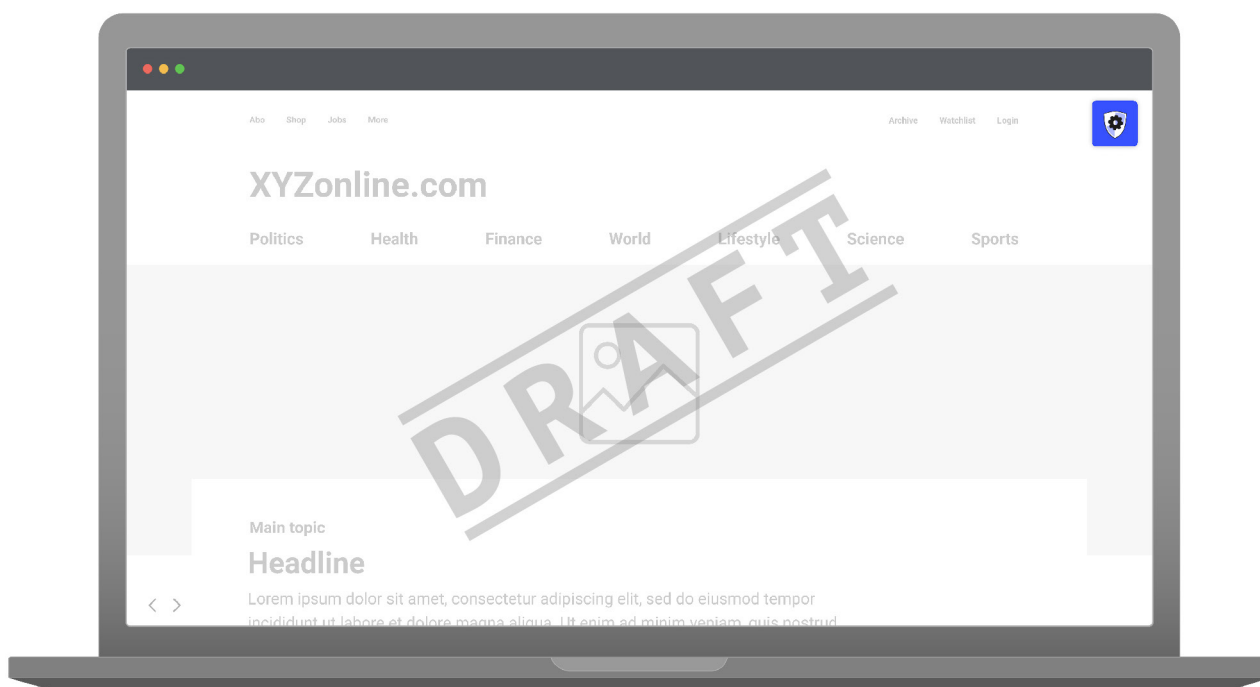 Abo Shop Jobs More Archive Watchlist Login
XYZonline.com
Politics Health Finance World Lifestyle Science Sports
DRAFT
Main topic
Headline
Lorem ipsum dolor sit amet, consectetur adipiscing elit, sed do eiusmod tempor
incididunt ut labore et dolore magna aliqua. Ut enim ad minim veniam, quis nostrud